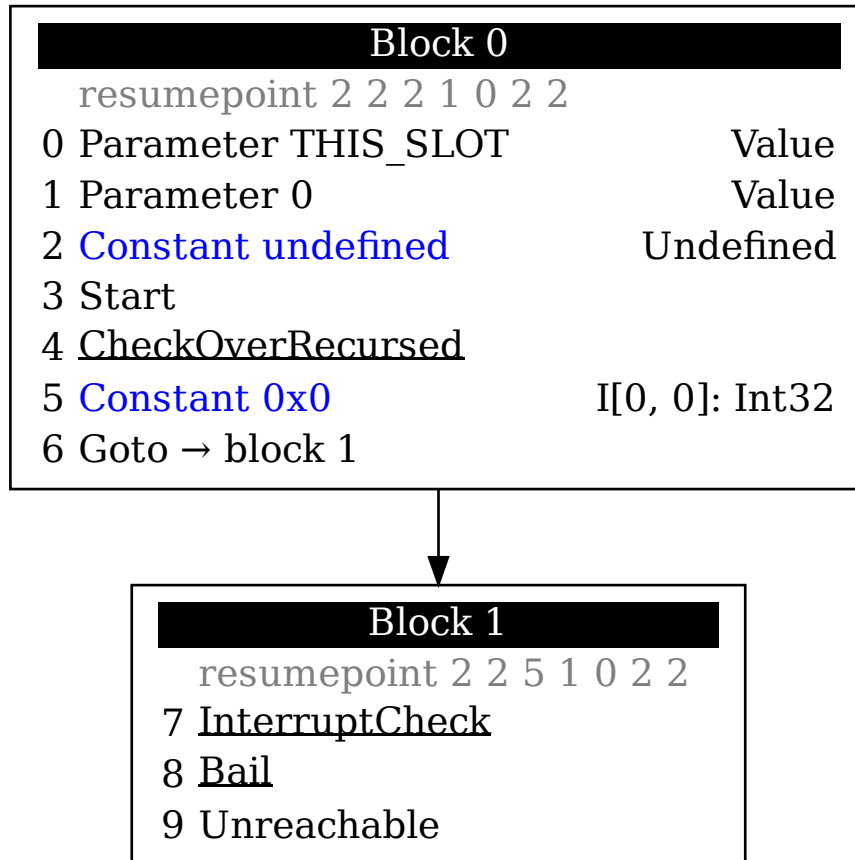 Block 0
resumepoint 2 2 2 1 0 2 2
0 Parameter THIS_SLOT Value
1 Parameter 0 Value
2 Constant undefined Undefined
3 Start
4 CheckOverRecursed
5 Constant 0x0 I[0, 0]: Int32
6 Goto → block 1
Block 1
resumepoint 2 2 5 1 0 2 2
7 InterruptCheck
8 Bail
9 Unreachable